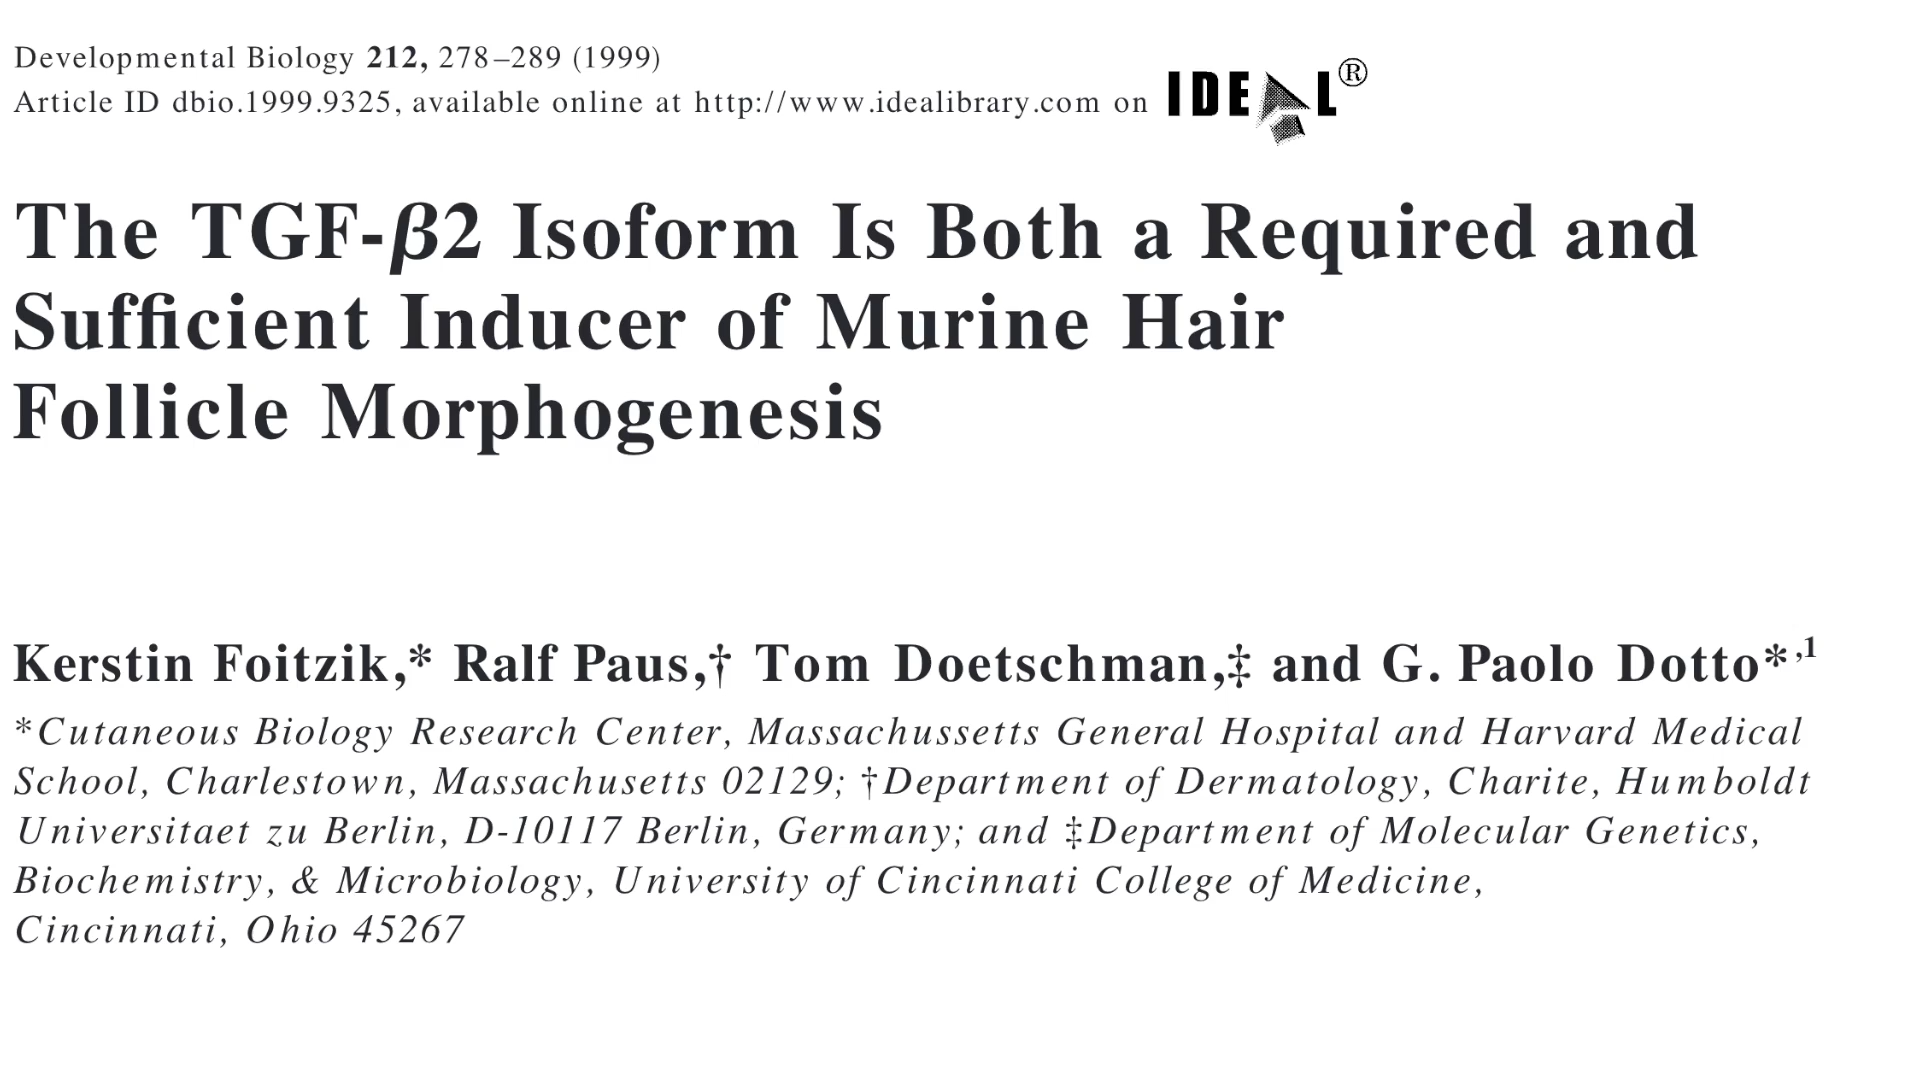 Developmental Biology 212, 278–289 (1999)
Article ID dbio.1999.9325, available online at http://www.idealibrary.com on IDEAL®
The TGF-β2 Isoform Is Both a Required and
Sufficient Inducer of Murine Hair
Follicle Morphogenesis
Kerstin Foitzik,* Ralf Paus,† Tom Doetschman,‡ and G. Paolo Dotto*,1
*Cutaneous Biology Research Center, Massachussetts General Hospital and Harvard Medical
School, Charlestown, Massachusetts 02129; †Department of Dermatology, Charite, Humboldt
Universitaet zu Berlin, D-10117 Berlin, Germany; and ‡Department of Molecular Genetics,
Biochemistry, & Microbiology, University of Cincinnati College of Medicine,
Cincinnati, Ohio 45267